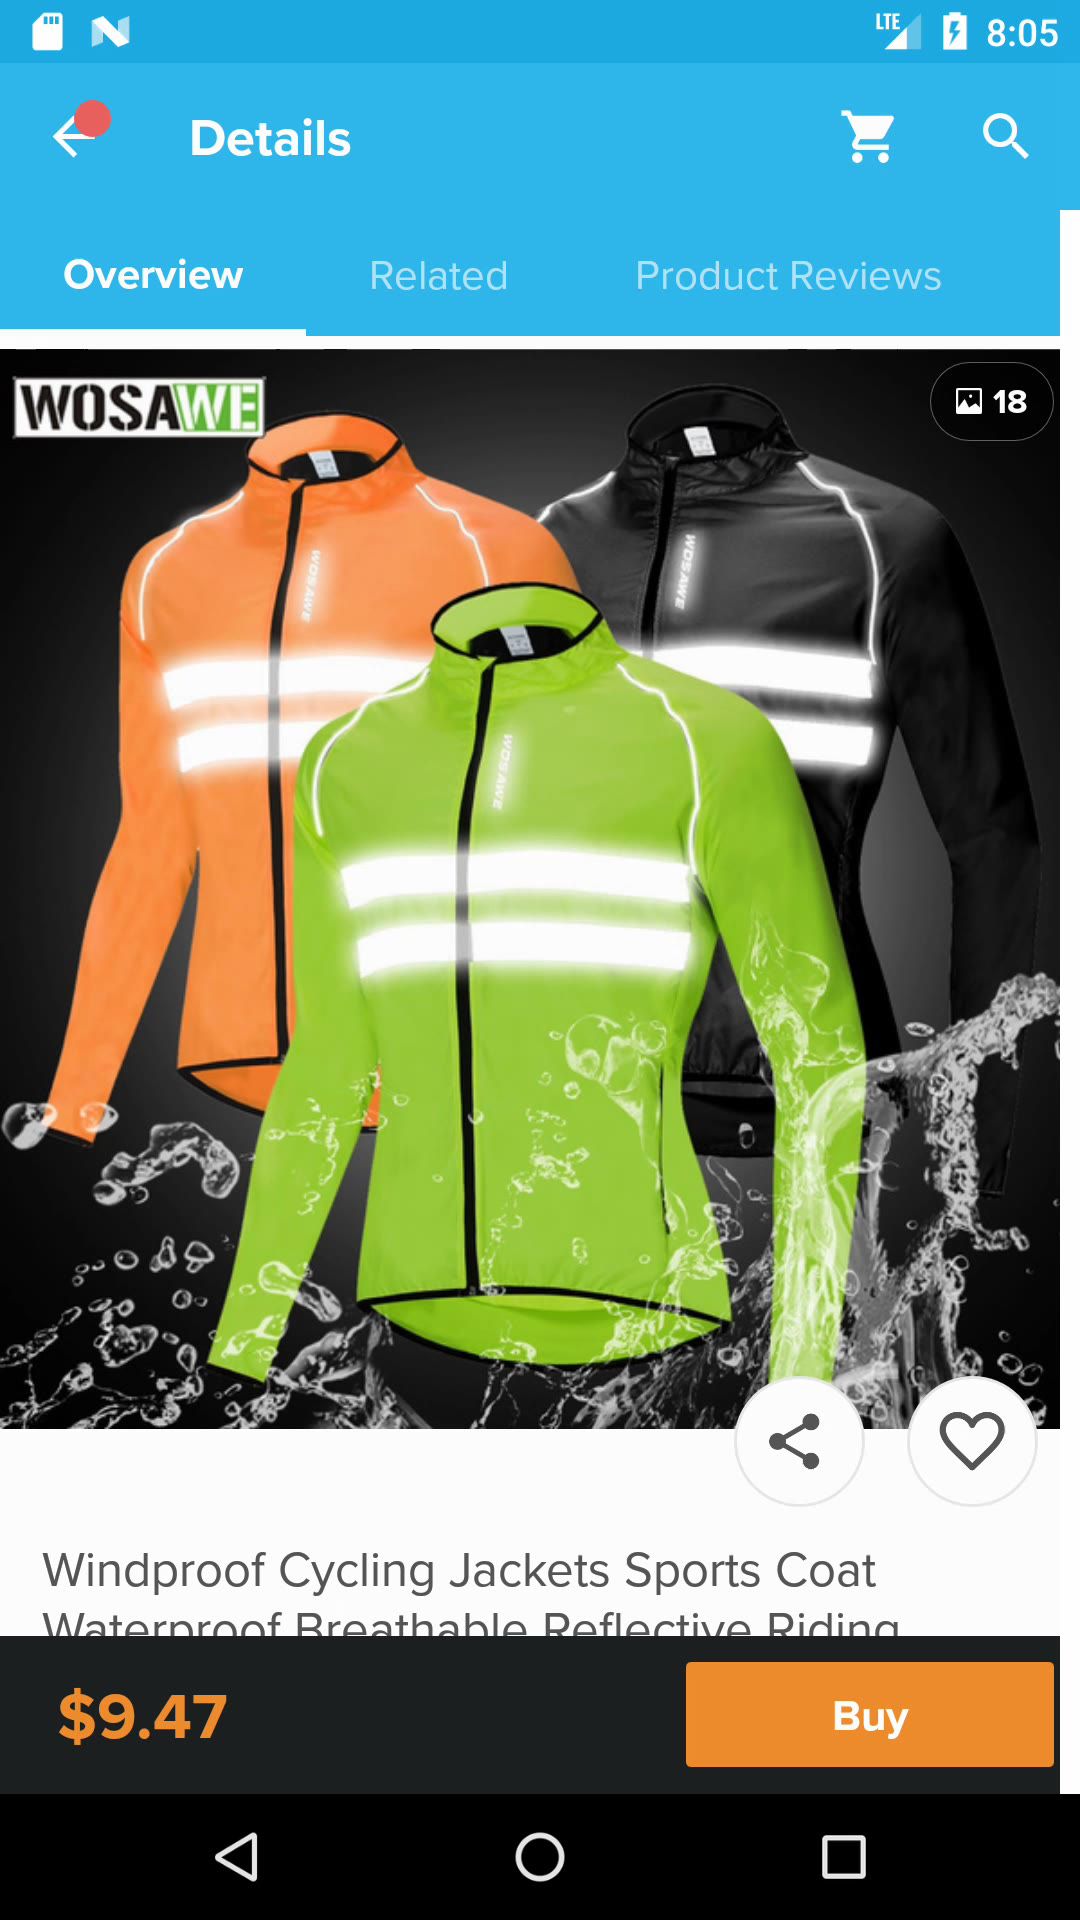 LTE 8:05
Details
Overview Related Product Reviews
WOSAWE
18
WOSAWE
WOSAWE
WOSAWE
Windproof Cycling Jackets Sports Coat
Waterproof Breathable Reflective Riding
$9.47 Buy